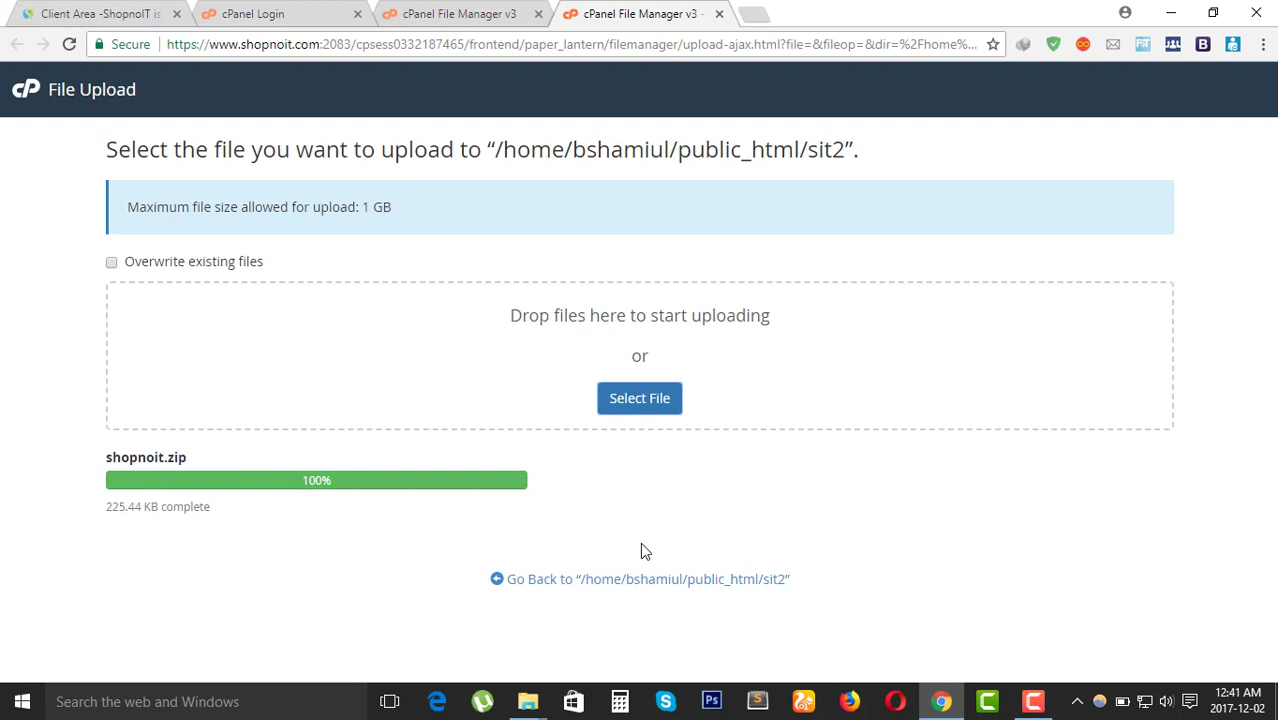 Client Area -ShopnoIT is
cPanel Login
cPanel File Manager v3
cPanel File Manager v3 -
Secure
https://www.shopnoit.com:2083/cpsess0332187465/frontend/paper_lantern/filemanager/upload-ajax.html?file=&fileop=&dir=%2Fhome%...
cP File Upload
Select the file you want to upload to “/home/bshamiul/public_html/sit2”.
Maximum file size allowed for upload: 1 GB
Overwrite existing files
Drop files here to start uploading
or
Select File
shopnoit.zip
100%
225.44 KB complete
Go Back to “/home/bshamiul/public_html/sit2”
Search the web and Windows
12:41 AM
2017-12-02